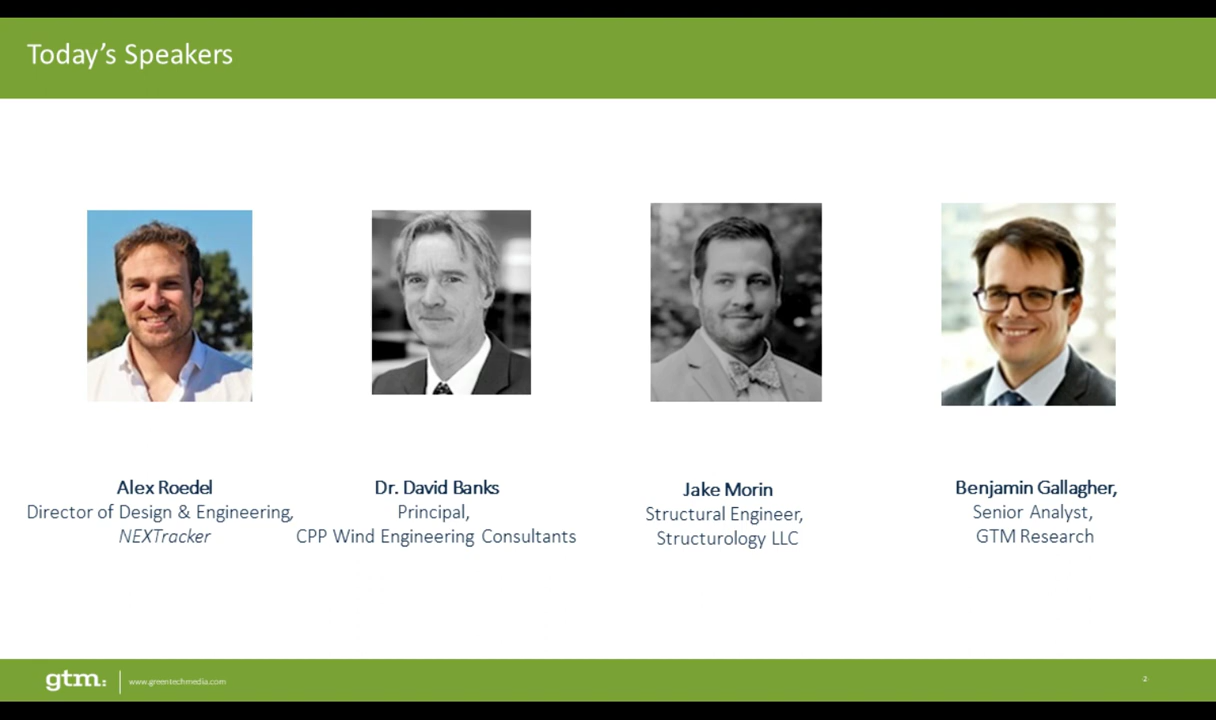 Today's Speakers
Alex Roedel
Director of Design & Engineering,
NEXTracker
Dr. David Banks
Principal,
CPP Wind Engineering Consultants
Jake Morin
Structural Engineer,
Structurology LLC
Benjamin Gallagher,
Senior Analyst,
GTM Research
gtm:
www.greentechmedia.com
2